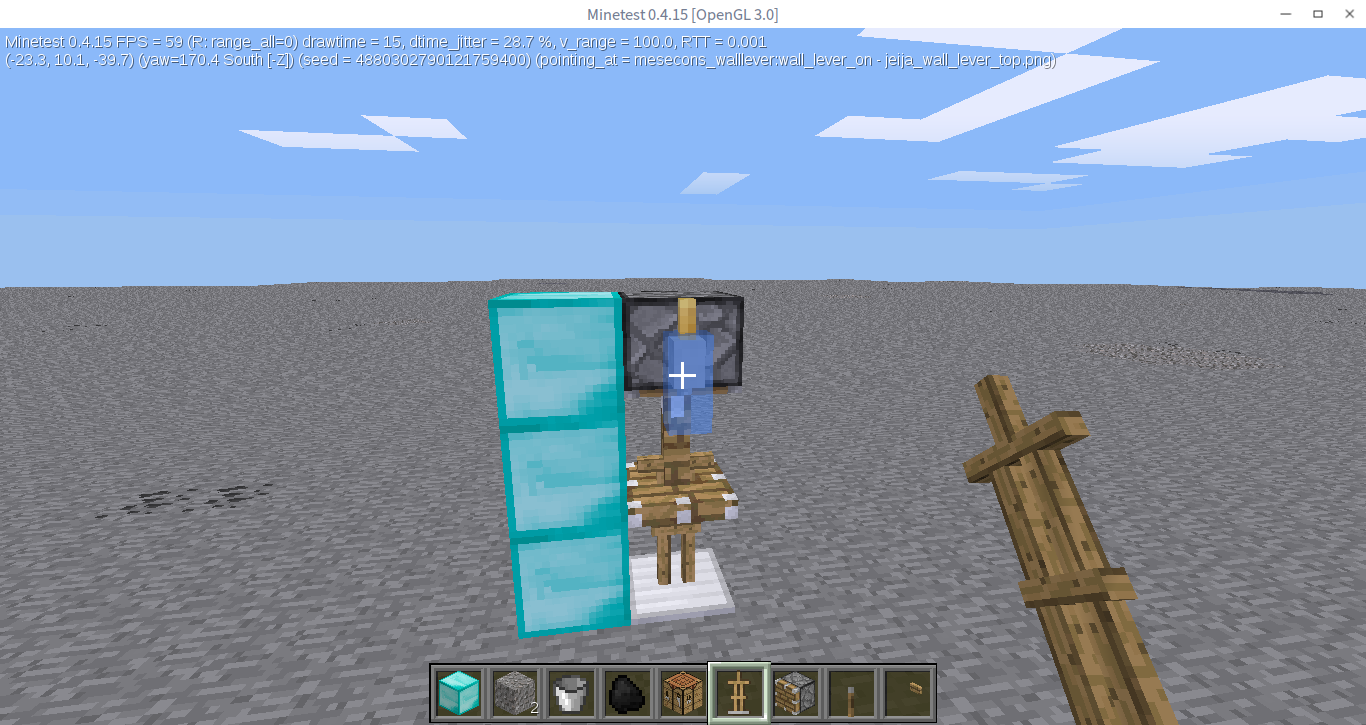 Minetest 0.4.15 [OpenGL 3.0]
Minetest 0.4.15 FPS = 59 (R: range_all=0) drawtime = 15, dtime_jitter = 28.7 %, v_range = 100.0, RTT = 0.001
(-23.3, 10.1, -39.7) (yaw=170.4 South [-Z]) (seed = 4880302790121759400) (pointing_at = mesecons_walllever:wall_lever_on - jeija_wall_lever_top.png)
2